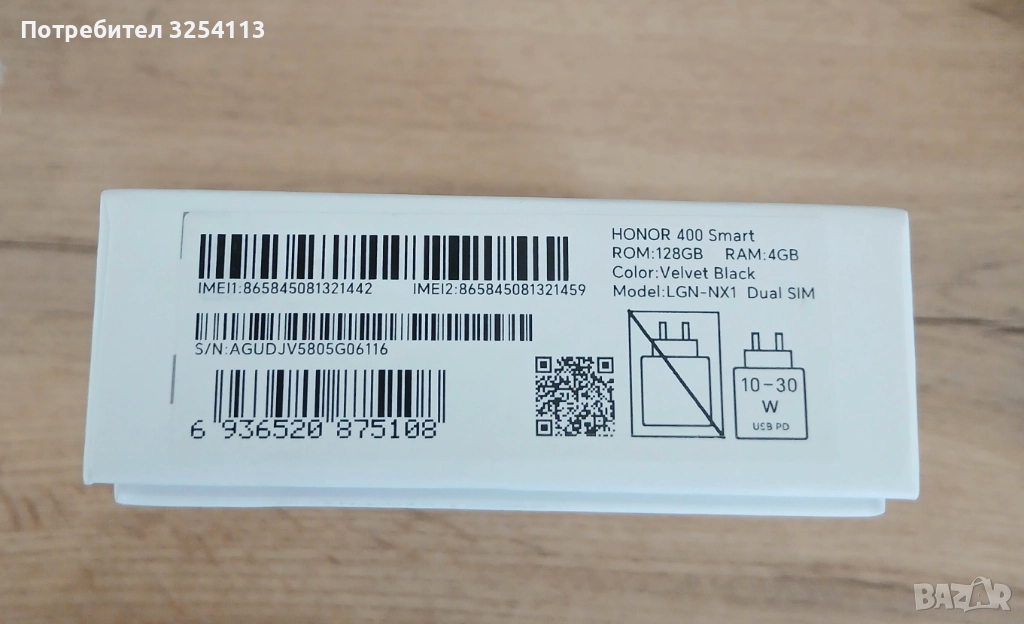 Потребител 3254113
HONOR 400 Smart
ROM:128GB RAM:4GB
Color:Velvet Black
Model:LGN-NX1 Dual SIM
IMEI1:865845081321442 IMEI2:865845081321459
S/N:AGUDJV5805G06116
6 936520 875108
10-30
W
USB PD
BAZAR